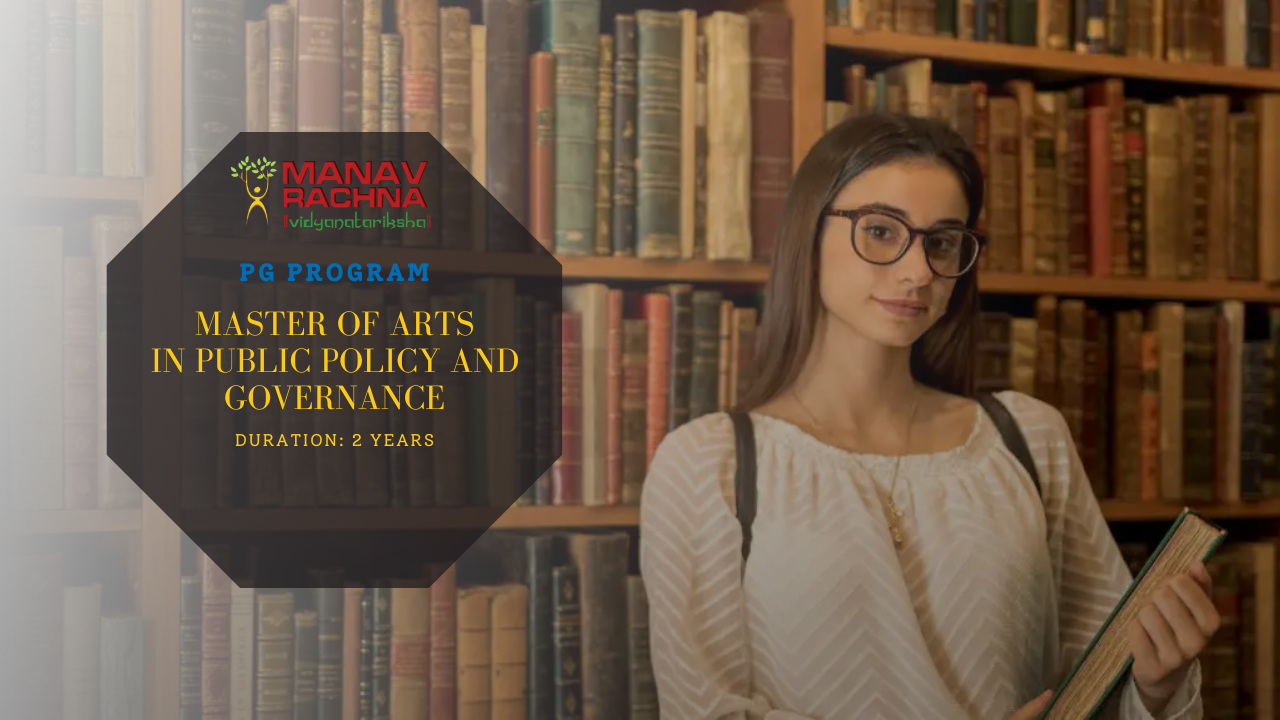 MANAV
RACHNA
vidyanatariksha
PG PROGRAM
MASTER OF ARTS
IN PUBLIC POLICY AND
GOVERNANCE
DURATION: 2 YEARS